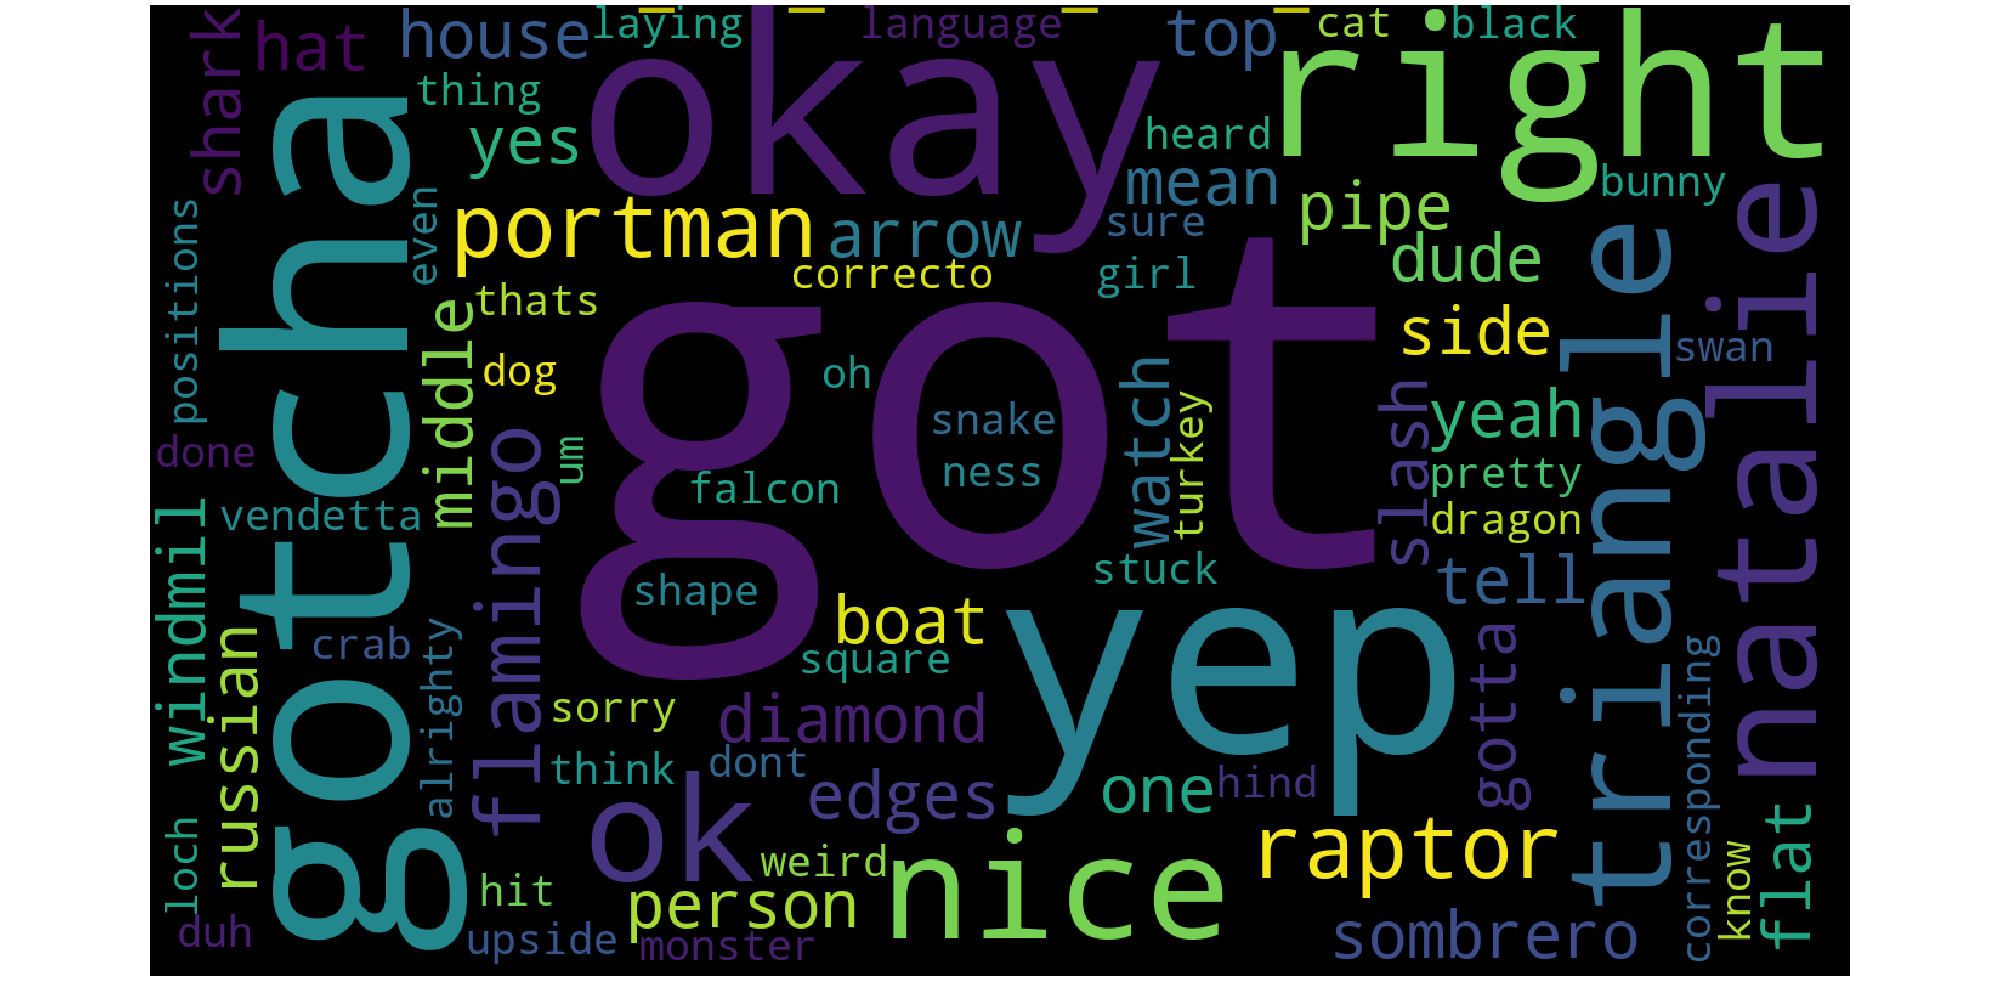 shark
hat
house
laying
okay
language
top
right
cat
black
thing
yes
heard
mean
sure
pipe
bunny
gotcha
positions
even
portman
arrow
correcto
girl
dude
triangle
natalie
thats
middle
side
swan
dog
oh
got
watch
turkey
slash
yeah
done
flamingo
um
snake
ness
falcon
pretty
vendetta
dragon
windmil
stuck
shape
tell
russian
crab
alrighty
boat
yep
square
gotta
corresponding
sorry
diamond
think
dont
ok
edges
one
hind
loch
weird
nice
raptor
know
flat
hit
person
duh
upside
monster
sombrero